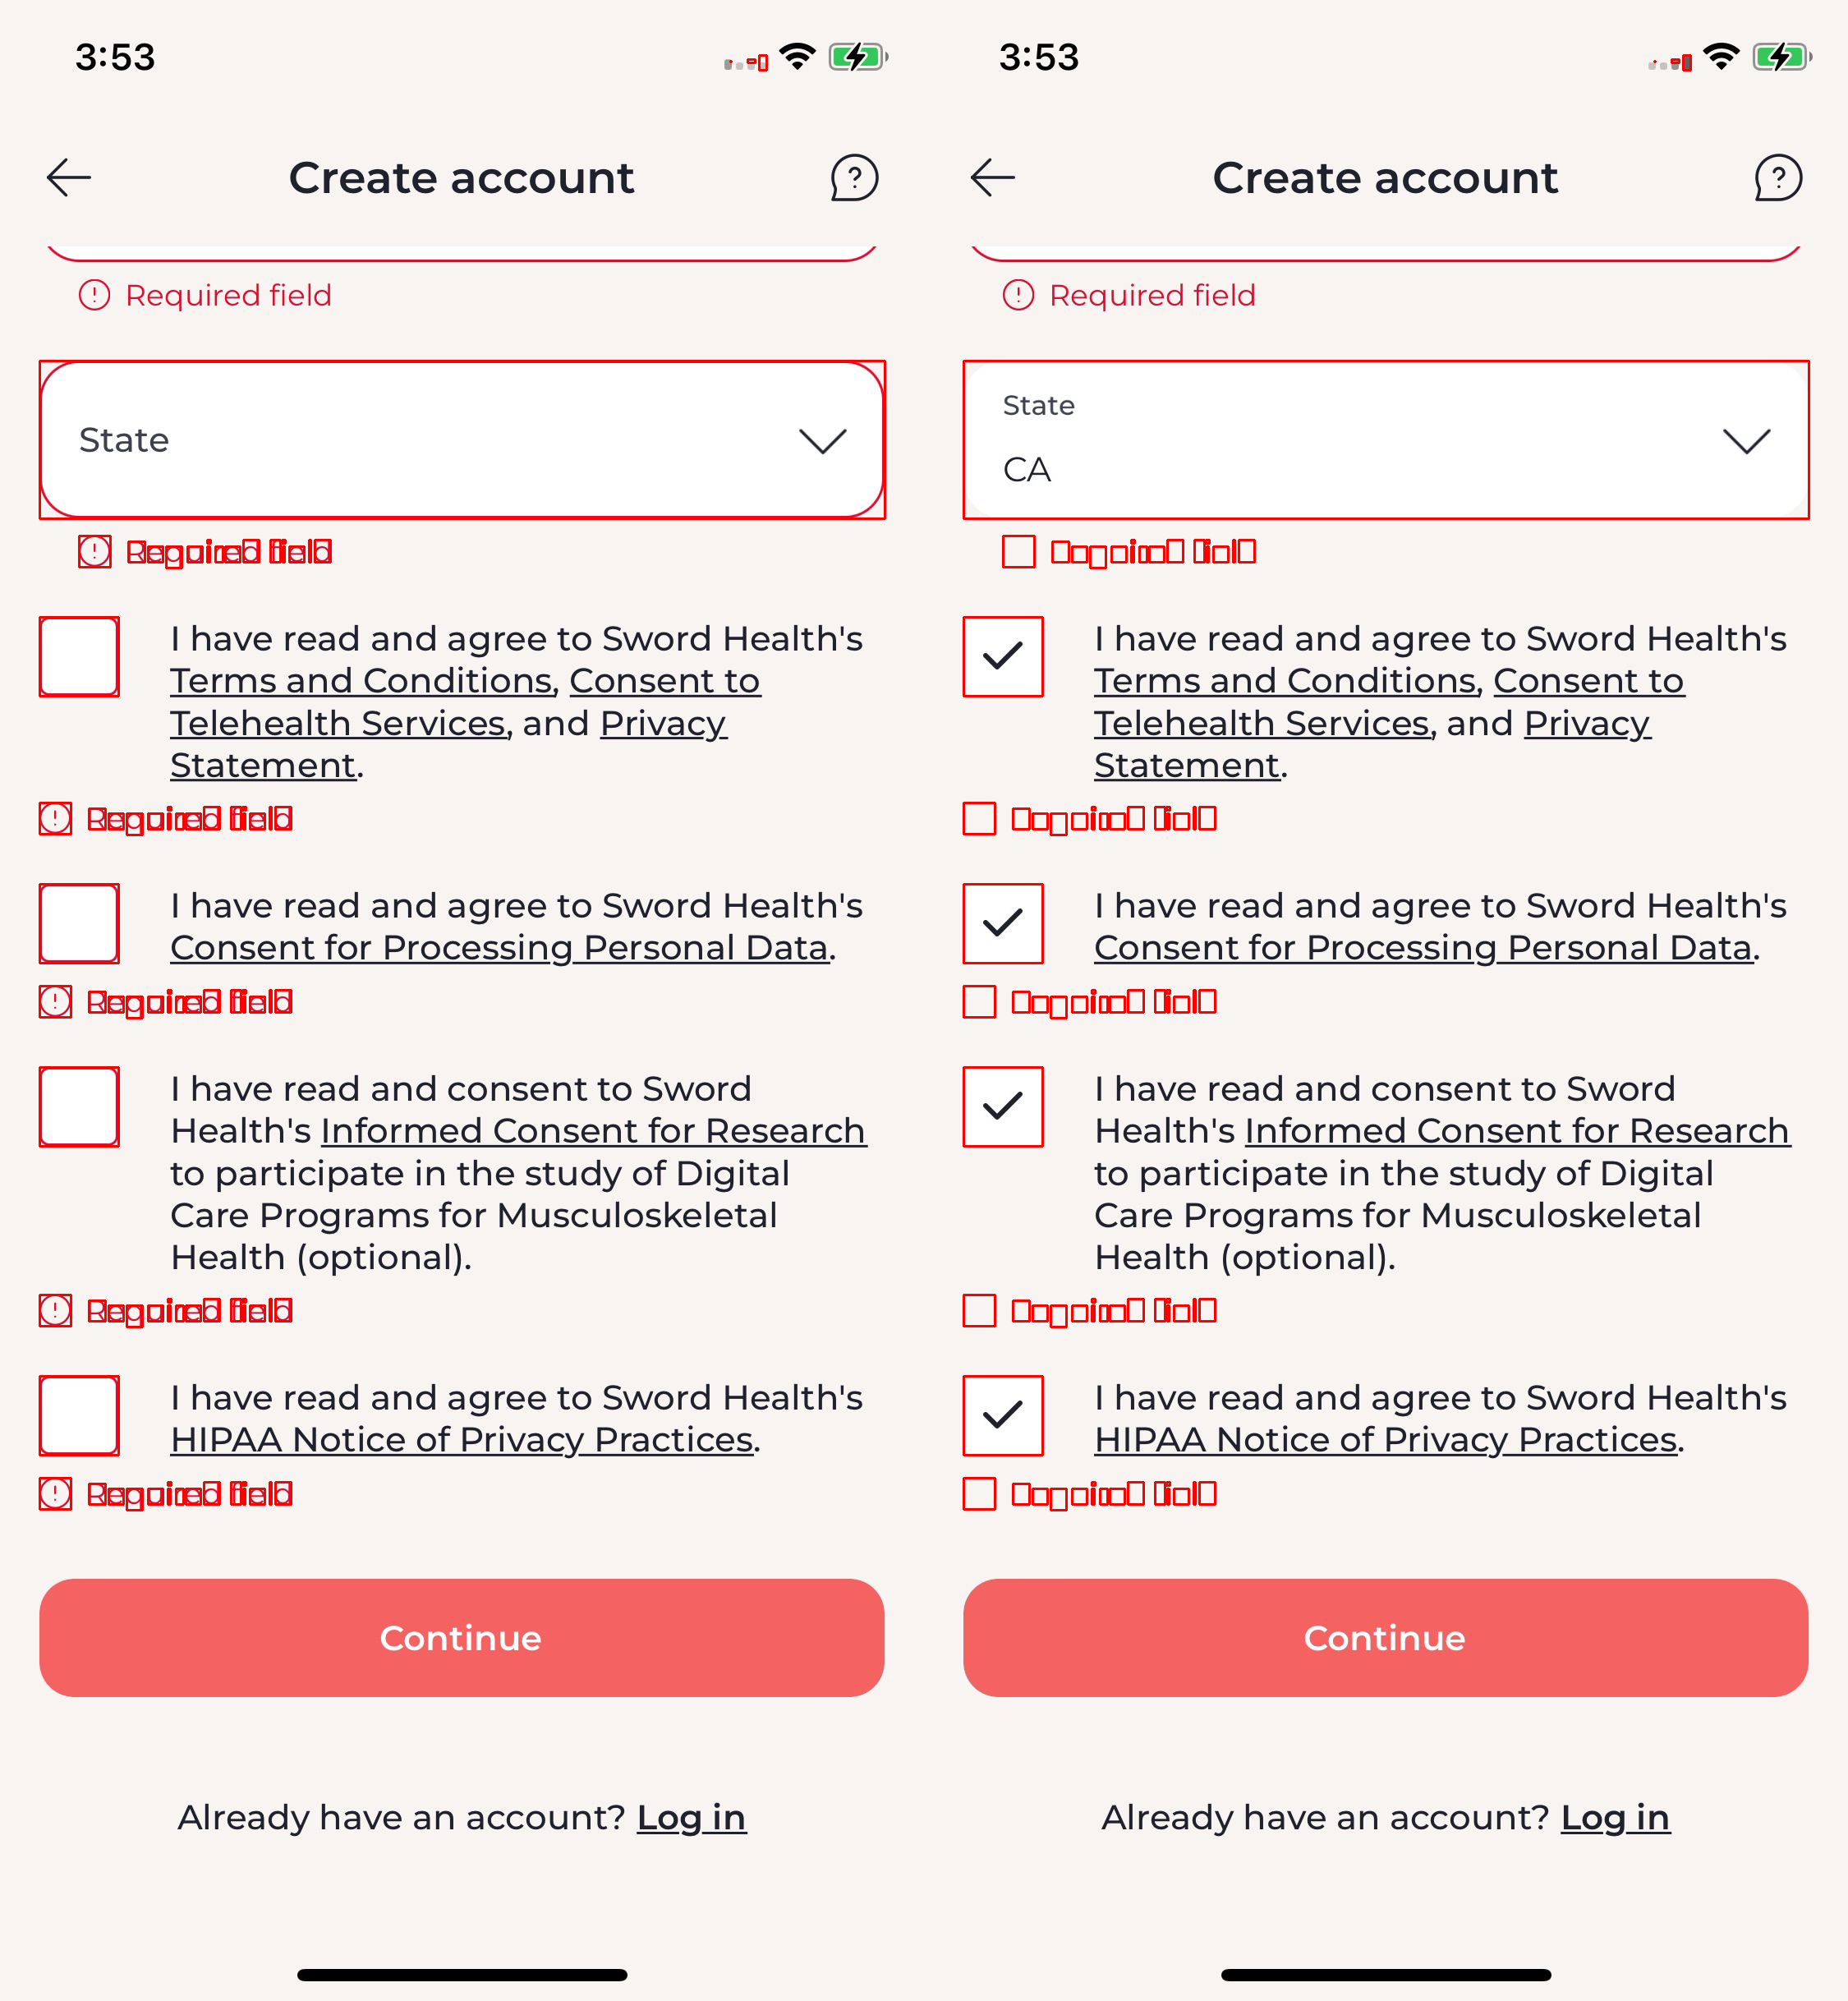 3:53
Create account
Required field
State
Required field
I have read and agree to Sword Health's
Terms and Conditions, Consent to
Telehealth Services, and Privacy
Statement.
Required field
I have read and agree to Sword Health's
Consent for Processing Personal Data.
Required field
I have read and consent to Sword
Health's Informed Consent for Research
to participate in the study of Digital
Care Programs for Musculoskeletal
Health (optional).
Required field
I have read and agree to Sword Health's
HIPAA Notice of Privacy Practices.
Required field
Continue
Already have an account? Log in
3:53
Create account
Required field
State
CA
I have read and agree to Sword Health's
Terms and Conditions, Consent to
Telehealth Services, and Privacy
Statement.
I have read and agree to Sword Health's
Consent for Processing Personal Data.
I have read and consent to Sword
Health's Informed Consent for Research
to participate in the study of Digital
Care Programs for Musculoskeletal
Health (optional).
I have read and agree to Sword Health's
HIPAA Notice of Privacy Practices.
Continue
Already have an account? Log in